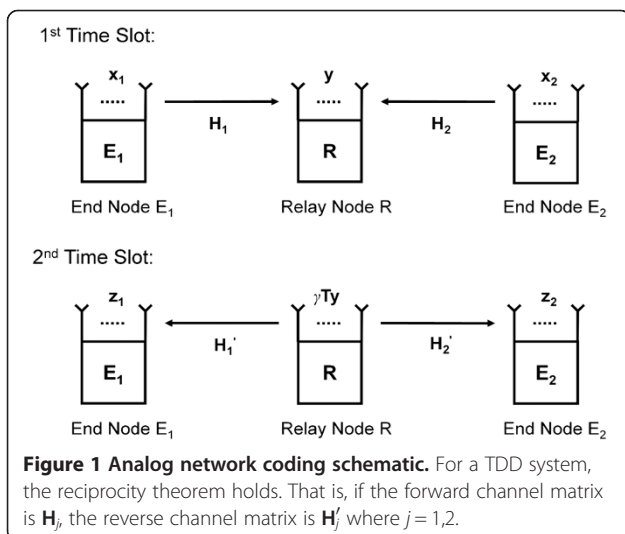 1st Time Slot:
x1 y x2
..... ..... .....
H1 H2
E1 R E2
End Node E1 Relay Node R End Node E2
2nd Time Slot:
z1 γTy z2
..... ..... .....
H1' H2'
E1 R E2
End Node E1 Relay Node R End Node E2
Figure 1 Analog network coding schematic. For a TDD system,
the reciprocity theorem holds. That is, if the forward channel matrix
is Hj, the reverse channel matrix is H′j where j = 1,2.